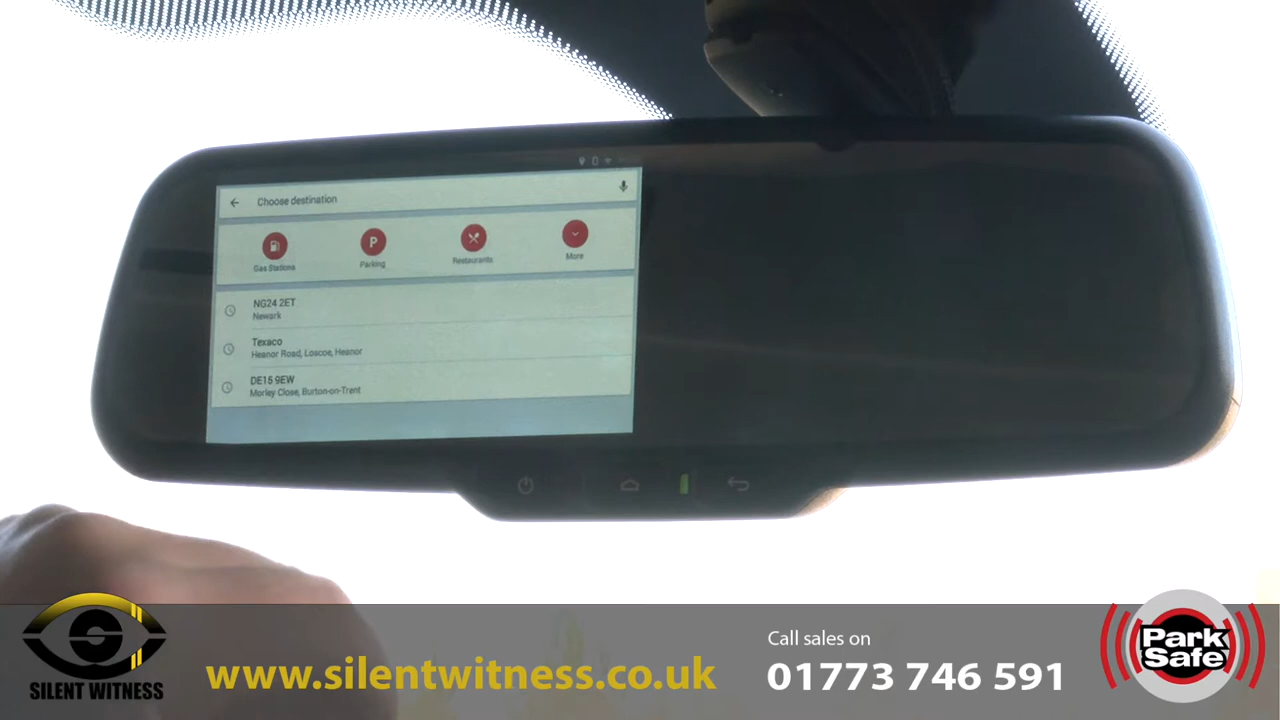 Choose destination
Gas Stations
P
Parking
Restaurants
More
NG24 2ET
Newark
Texaco
Heanor Road, Loscoe, Heanor
DE15 9EW
Morley Close, Burton-on-Trent
SILENT WITNESS
www.silentwitness.co.uk
Call sales on
01773 746 591
Park
Safe